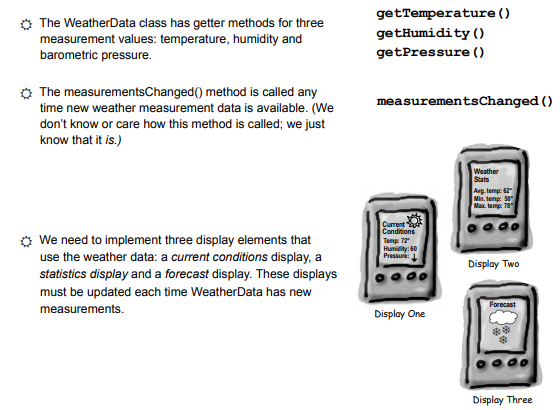 The WeatherData class has getter methods for three
measurement values: temperature, humidity and
barometric pressure.
getTemperature()
getHumidity()
getPressure()
The measurementsChanged() method is called any
time new weather measurement data is available. (We
don't know or care how this method is called; we just
know that it is.)
measurementsChanged()
We need to implement three display elements that
use the weather data: a current conditions display, a
statistics display and a forecast display. These displays
must be updated each time WeatherData has new
measurements.
Weather
Stats
Avg. temp: 62°
Min. temp: 50°
Max. temp: 78°
Display Two
Current
Conditions
Temp: 72°
Humidity: 60
Pressure:
Display One
Forecast
Display Three